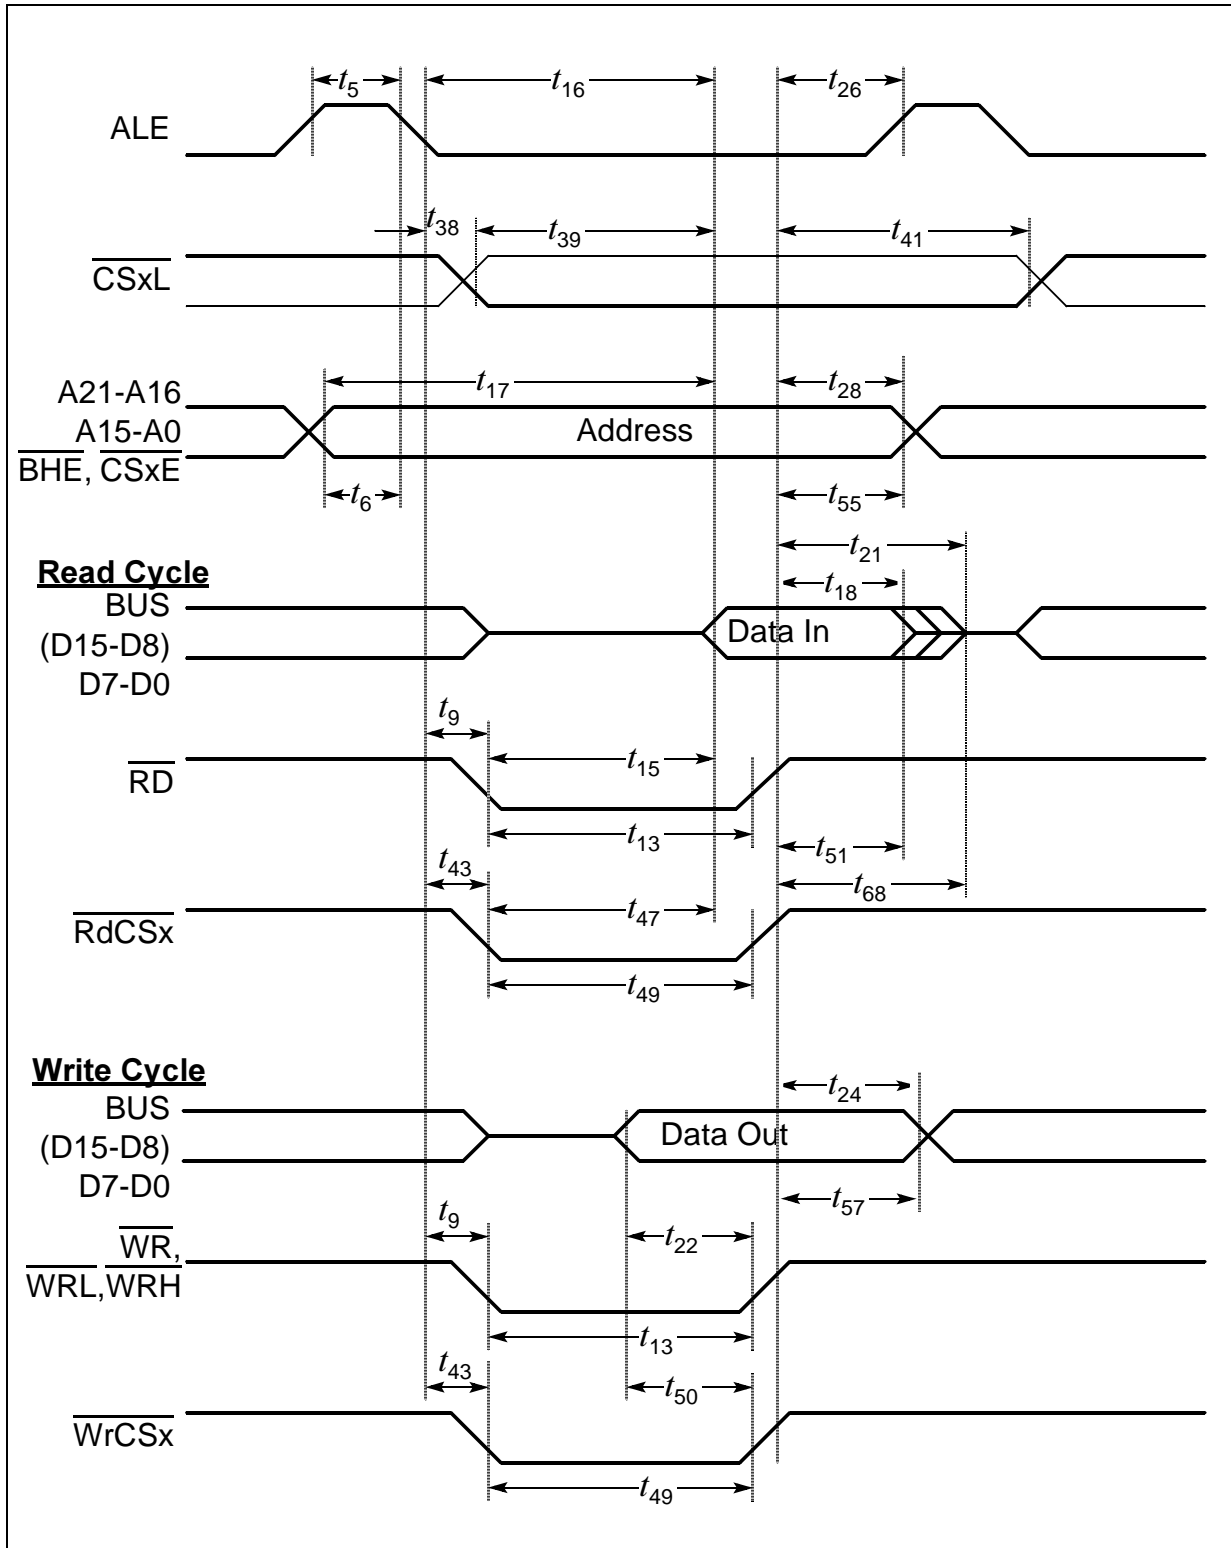 t5
t16
t26
ALE
t38
t39
t41
CSxL
t17
t28
A21-A16
A15-A0
BHE, CSxE
Address
t6
t55
t21
Read Cycle
t18
BUS
(D15-D8)
D7-D0
Data In
t9
t15
RD
t13
t51
t43
t68
t47
RdCSx
t49
Write Cycle
t24
BUS
(D15-D8)
D7-D0
Data Out
t57
t9
t22
WR,
WRL,WRH
t13
t43
t50
WrCSx
t49